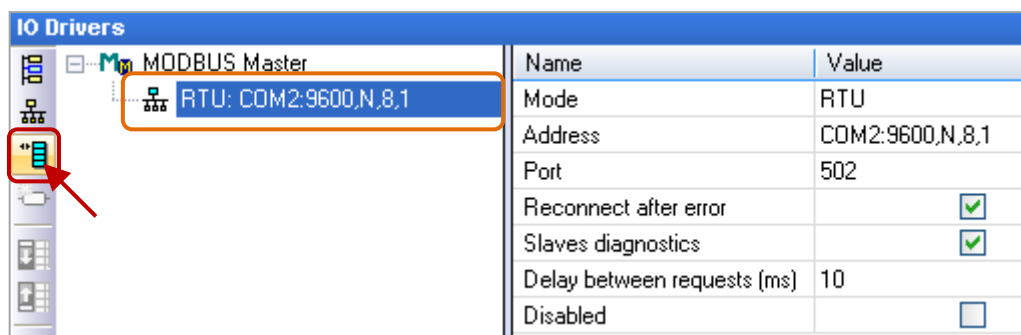 IO Drivers
MODBUS Master
RTU: COM2:9600,N,8,1
Name Value
Mode RTU
Address COM2:9600,N,8,1
Port 502
Reconnect after error
Slaves diagnostics
Delay between requests (ms) 10
Disabled